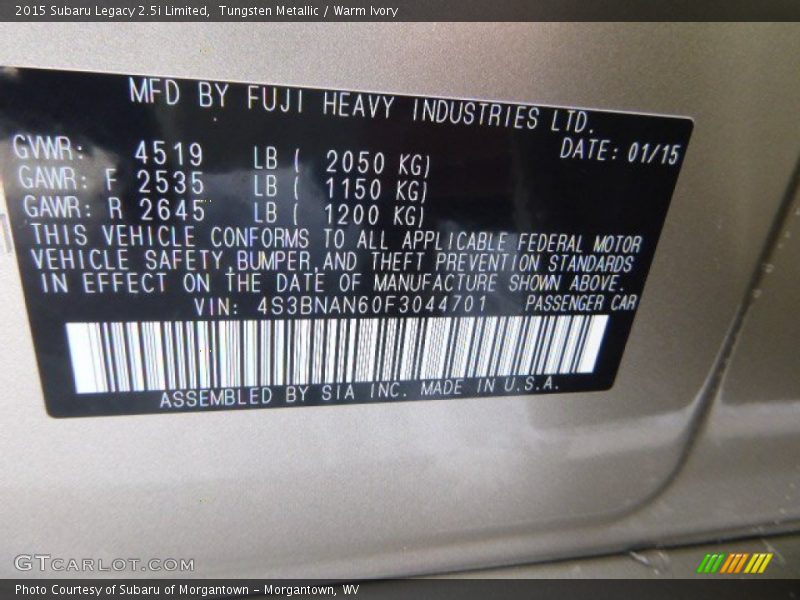 2015 Subaru Legacy 2.5i Limited, Tungsten Metallic / Warm Ivory
MFD BY FUJI HEAVY INDUSTRIES LTD.
DATE: 01/15
GVWR: 4519 LB ( 2050 KG)
GAWR: F 2535 LB ( 1150 KG)
GAWR: R 2645 LB ( 1200 KG)
THIS VEHICLE CONFORMS TO ALL APPLICABLE FEDERAL MOTOR
VEHICLE SAFETY,BUMPER,AND THEFT PREVENTION STANDARDS
IN EFFECT ON THE DATE OF MANUFACTURE SHOWN ABOVE.
VIN: 4S3BNAN60F3044701 PASSENGER CAR
ASSEMBLED BY SIA INC. MADE IN U.S.A.
GTCARLOT.COM
Photo Courtesy of Subaru of Morgantown - Morgantown, WV